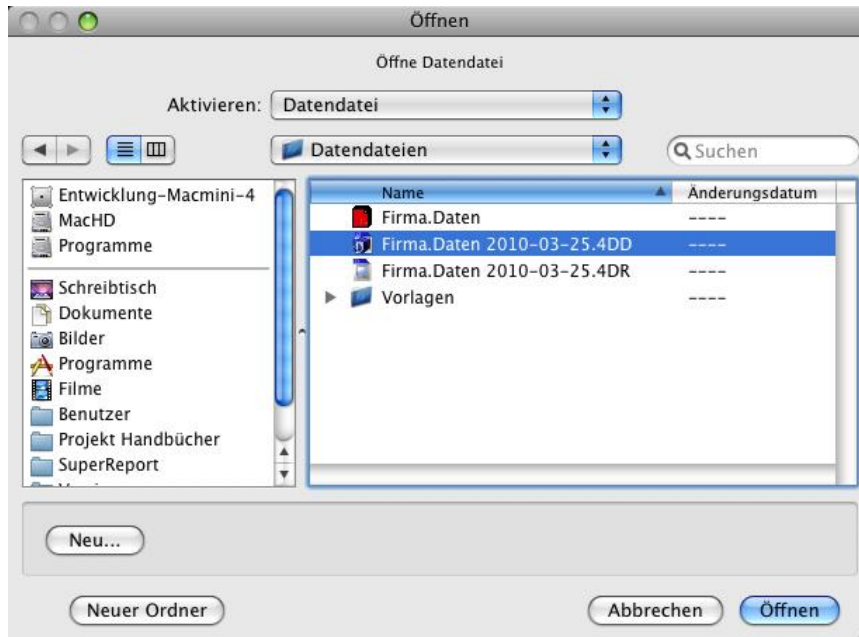 Öffnen
Öffne Datendatei
Aktivieren: Datendatei
Datendateien
Suchen
Entwicklung-Macmini-4
MacHD
Programme
Schreibtisch
Dokumente
Bilder
Programme
Filme
Benutzer
Projekt Handbücher
SuperReport
Name Änderungsdatum
Firma.Daten ----
Firma.Daten 2010-03-25.4DD ----
Firma.Daten 2010-03-25.4DR ----
Vorlagen ----
Neu...
Neuer Ordner Abbrechen Öffnen